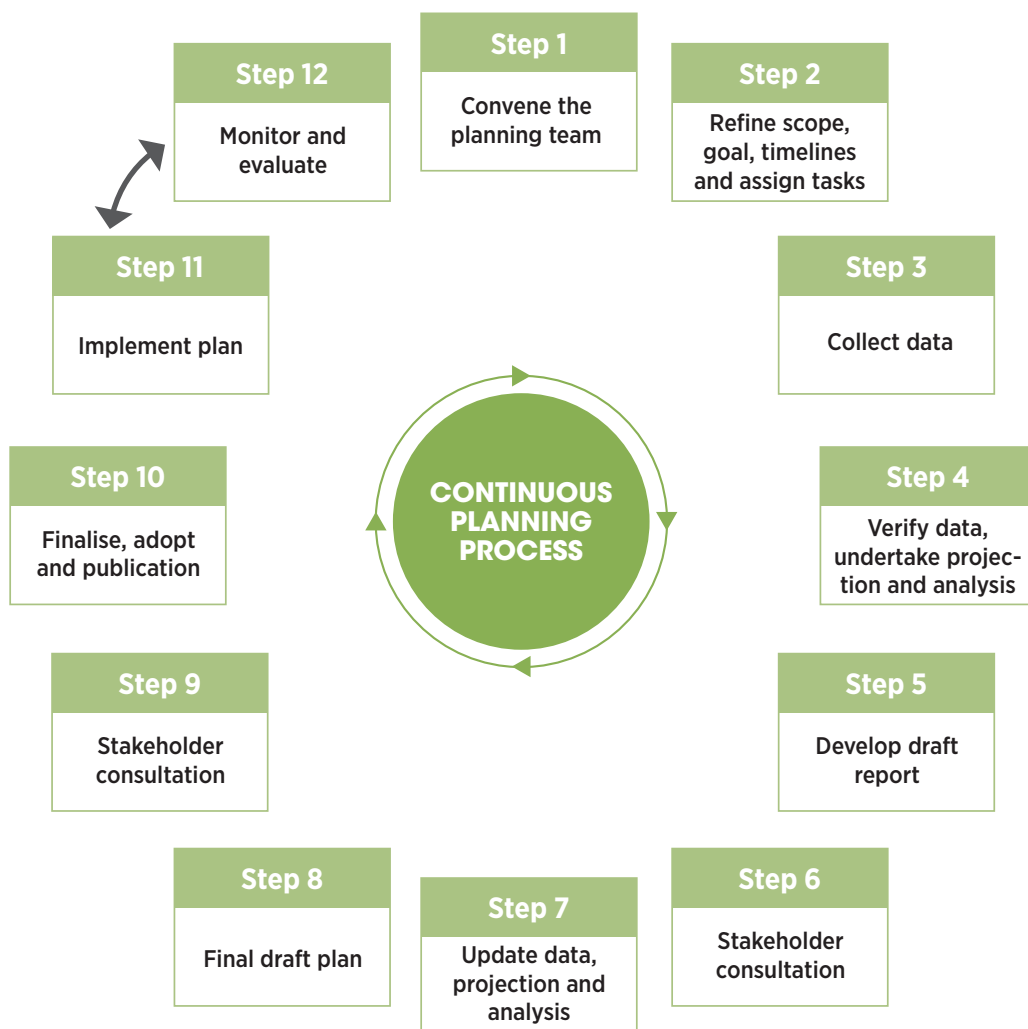 Step 1
Convene the
planning team
Step 2
Refine scope,
goal, timelines
and assign tasks
Step 3
Collect data
Step 4
Verify data,
undertake projec-
tion and analysis
Step 5
Develop draft
report
Step 6
Stakeholder
consultation
Step 7
Update data,
projection and
analysis
Step 8
Final draft plan
Step 9
Stakeholder
consultation
Step 10
Finalise, adopt
and publication
Step 11
Implement plan
Step 12
Monitor and
evaluate
CONTINUOUS
PLANNING
PROCESS